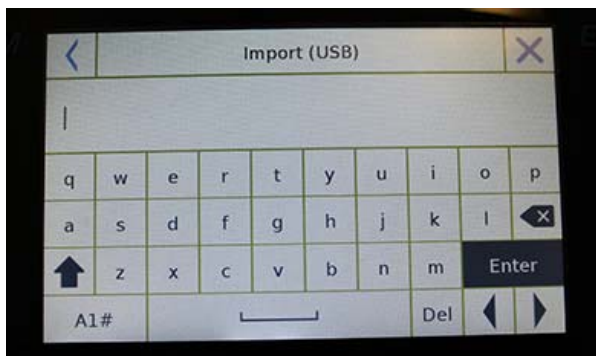 Import (USB)
q w e r t y u i o p
a s d f g h j k l
z x c v b n m Enter
A1# Del